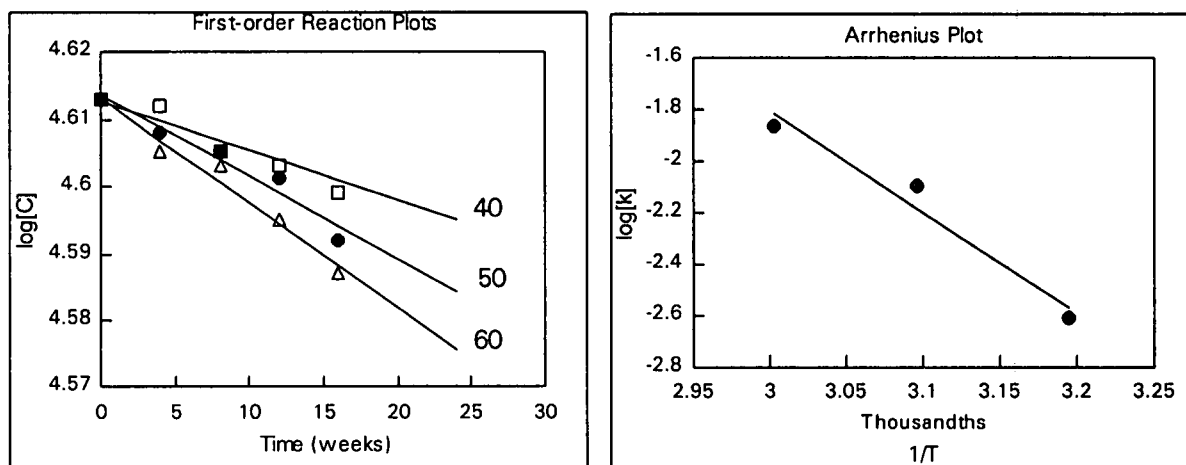 First-order Reaction Plots
4.62
4.61
4.6
4.59
4.58
4.57
log[C]
40
50
60
0 5 10 15 20 25 30
Time (weeks)
Arrhenius Plot
-1.6
-1.8
-2
-2.2
-2.4
-2.6
-2.8
log[k]
2.95 3 3.05 3.1 3.15 3.2 3.25
Thousandths
1/T